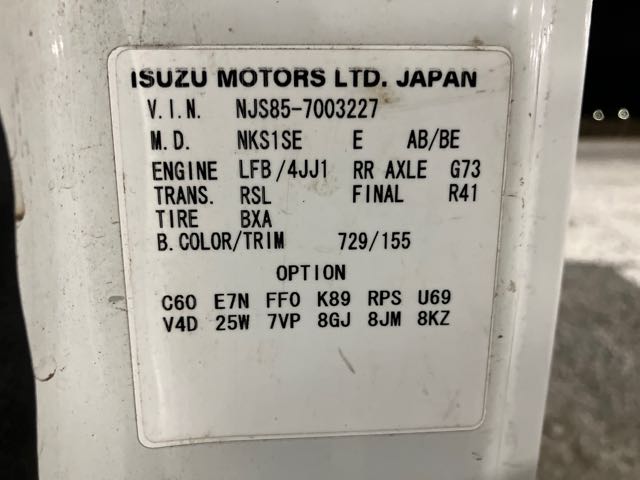 ISUZU MOTORS LTD. JAPAN
V.I.N. NJS85-7003227
M.D. NKS1SE E AB/BE
ENGINE LFB/4JJ1 RR AXLE G73
TRANS. RSL FINAL R41
TIRE BXA
B.COLOR/TRIM 729/155
OPTION
C60 E7N FF0 K89 RPS U69
V4D 25W 7VP 8GJ 8JM 8KZ